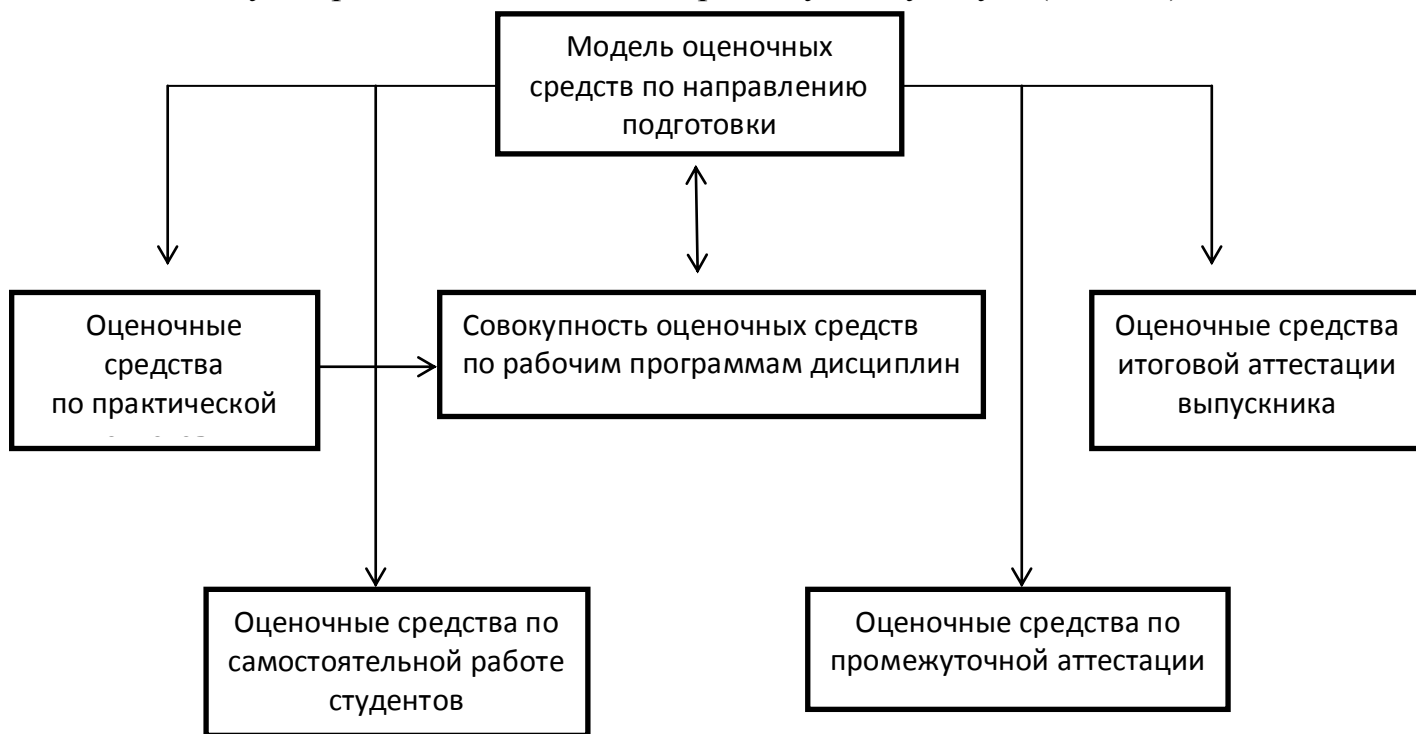 Модель оценочных
средств по направлению
подготовки
Оценочные
средства
по практической
Совокупность оценочных средств
по рабочим программам дисциплин
Оценочные средства
итоговой аттестации
выпускника
Оценочные средства по
самостоятельной работе
студентов
Оценочные средства по
промежуточной аттестации